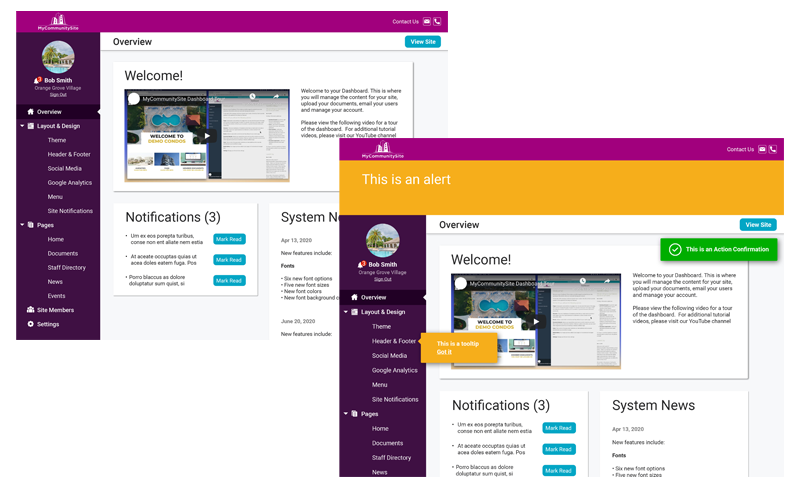 MyCommunitySite
Contact Us
Bob Smith
Orange Grove Village
Sign Out
Overview
Layout & Design
Theme
Header & Footer
Social Media
Google Analytics
Menu
Site Notifications
Pages
Home
Documents
Staff Directory
News
Events
Site Members
Settings
Overview
View Site
Welcome!
MyCommunitySite Dashboard
WELCOME TO
DEMO CONDOS
Welcome to your Dashboard. This is where
you will manage the content for your site,
upload your documents, email your users
and manage your account.
Please view the following video for a tour
of the dashboard. For additional tutorial
videos, please visit our YouTube channel
Notifications (3)
• Um ex eos poreptu turibus,
conse non ent aliate nem estia
Mark Read
• At aceate occuptas quias ut
acea doles eatem fuga. Pos
Mark Read
• Porro blaccus as dolore
doluptatur sum quist, si
Mark Read
System News
Apr 13, 2020
New features include:
Fonts
• Six new font options
• Five new font sizes
• New font colors
• New font background
June 20, 2020
New features include:
MyCommunitySite
Contact Us
This is an alert
Bob Smith
Orange Grove Village
Sign Out
Overview
Layout & Design
Theme
Header & Footer
Social Media
Google Analytics
Menu
Site Notifications
Pages
Home
Documents
Staff Directory
News
This is a tooltip
Got it
Overview
View Site
This is an Action Confirmation
Welcome!
MyCommunitySite Dashboard
WELCOME TO
DEMO CONDOS
Welcome to your Dashboard. This is where
you will manage the content for your site,
upload your documents, email your users
and manage your account.
Please view the following video for a tour
of the dashboard. For additional tutorial
videos, please visit our YouTube channel
Notifications (3)
• Um ex eos poreptur turibus,
conse non ent aliate nem estia
Mark Read
• At aceate occuptas quias ut
acea doles eatem fuga. Pos
Mark Read
• Porro blaccus as dolore
doluptatur sum quist, si
Mark Read
System News
Apr 13, 2020
New features include:
Fonts
• Six new font options
• Five new font sizes